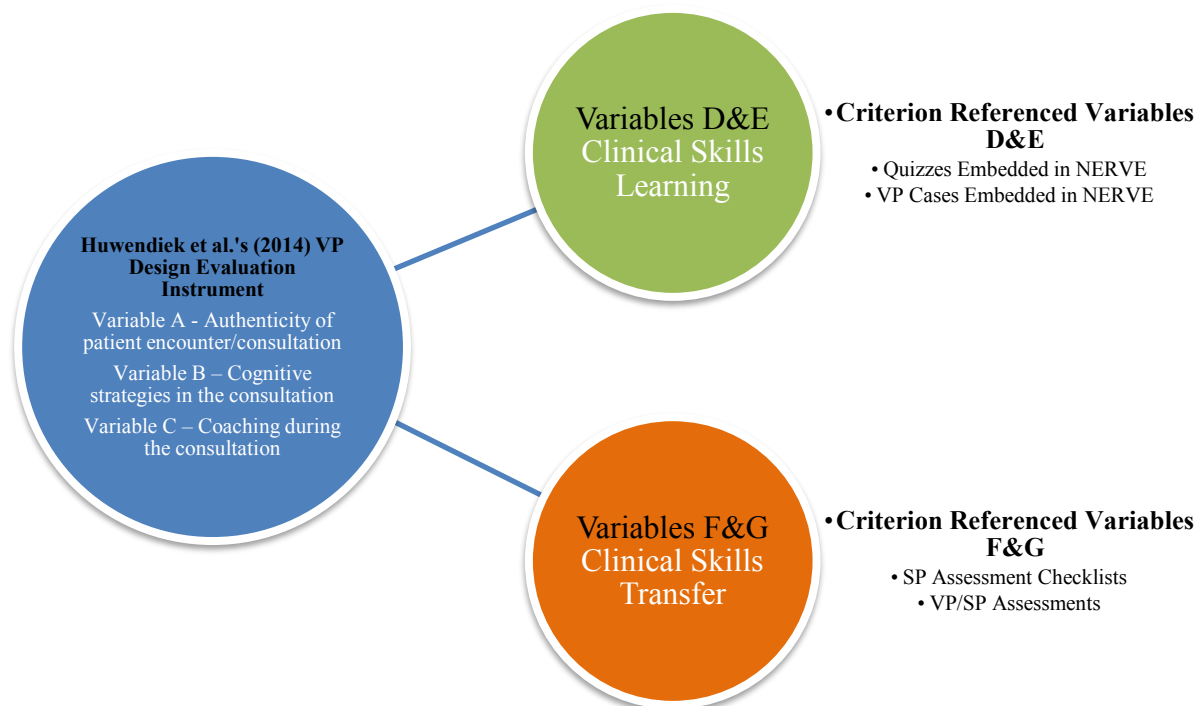 Huwendiek et al.'s (2014) VP
Design Evaluation
Instrument
Variable A - Authenticity of
patient encounter/consultation
Variable B – Cognitive
strategies in the consultation
Variable C – Coaching during
the consultation
Variables D&E
Clinical Skills
Learning
•Criterion Referenced Variables
D&E
• Quizzes Embedded in NERVE
• VP Cases Embedded in NERVE
Variables F&G
Clinical Skills
Transfer
•Criterion Referenced Variables
F&G
• SP Assessment Checklists
• VP/SP Assessments